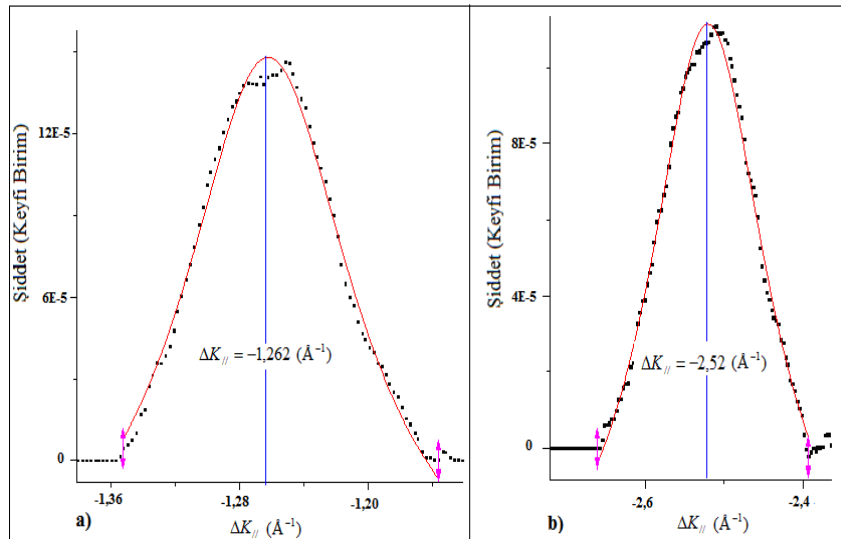 Şiddet (Keyfi Birim)
12E-5
6E-5
0
ΔK// = −1,262 (Å⁻¹)
-1,36
-1,28
-1,20
a)
ΔK// (Å⁻¹)
Şiddet (Keyfi Birim)
8E-5
4E-5
0
ΔK// = −2,52 (Å⁻¹)
-2,6
-2,4
b)
ΔK// (Å⁻¹)